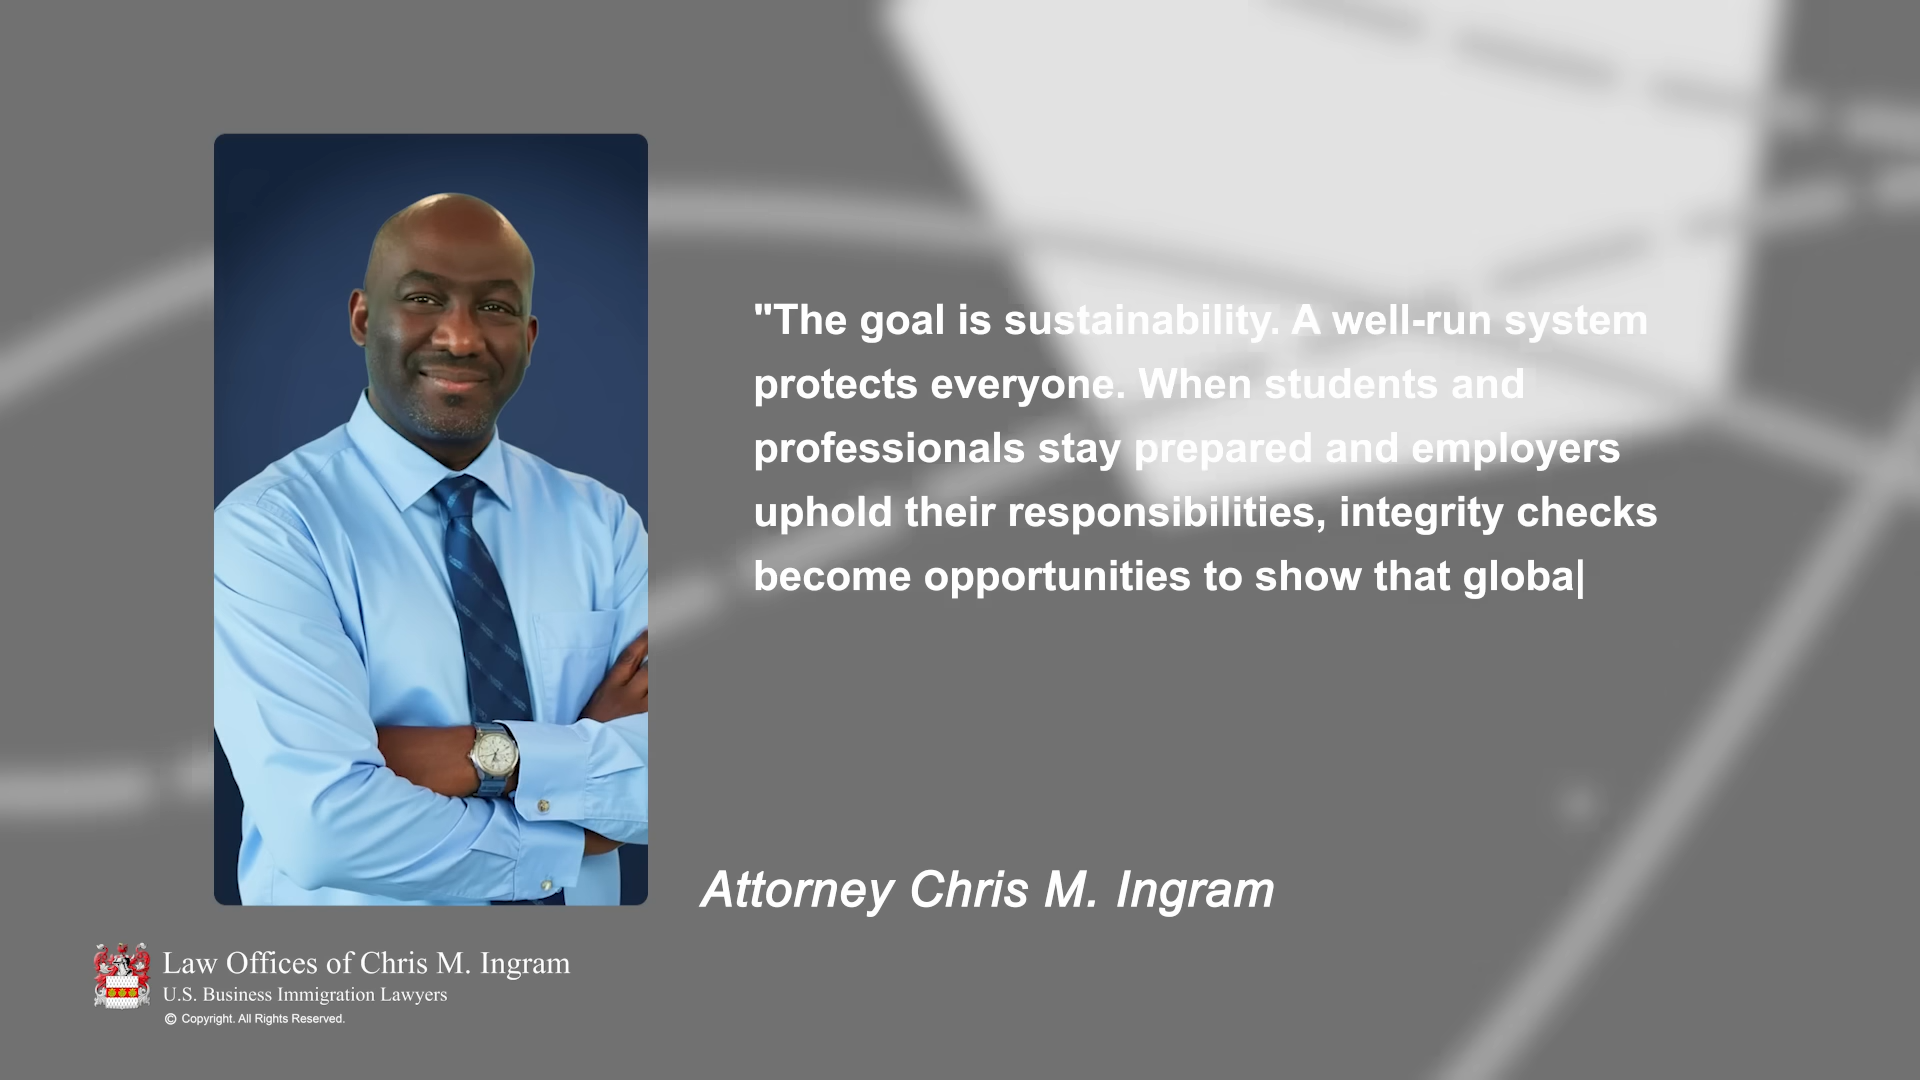 "The goal is sustainability. A well-run system
protects everyone. When students and
professionals stay prepared and employers
uphold their responsibilities, integrity checks
become opportunities to show that globa|
Attorney Chris M. Ingram
Law Offices of Chris M. Ingram
U.S. Business Immigration Lawyers
© Copyright. All Rights Reserved.